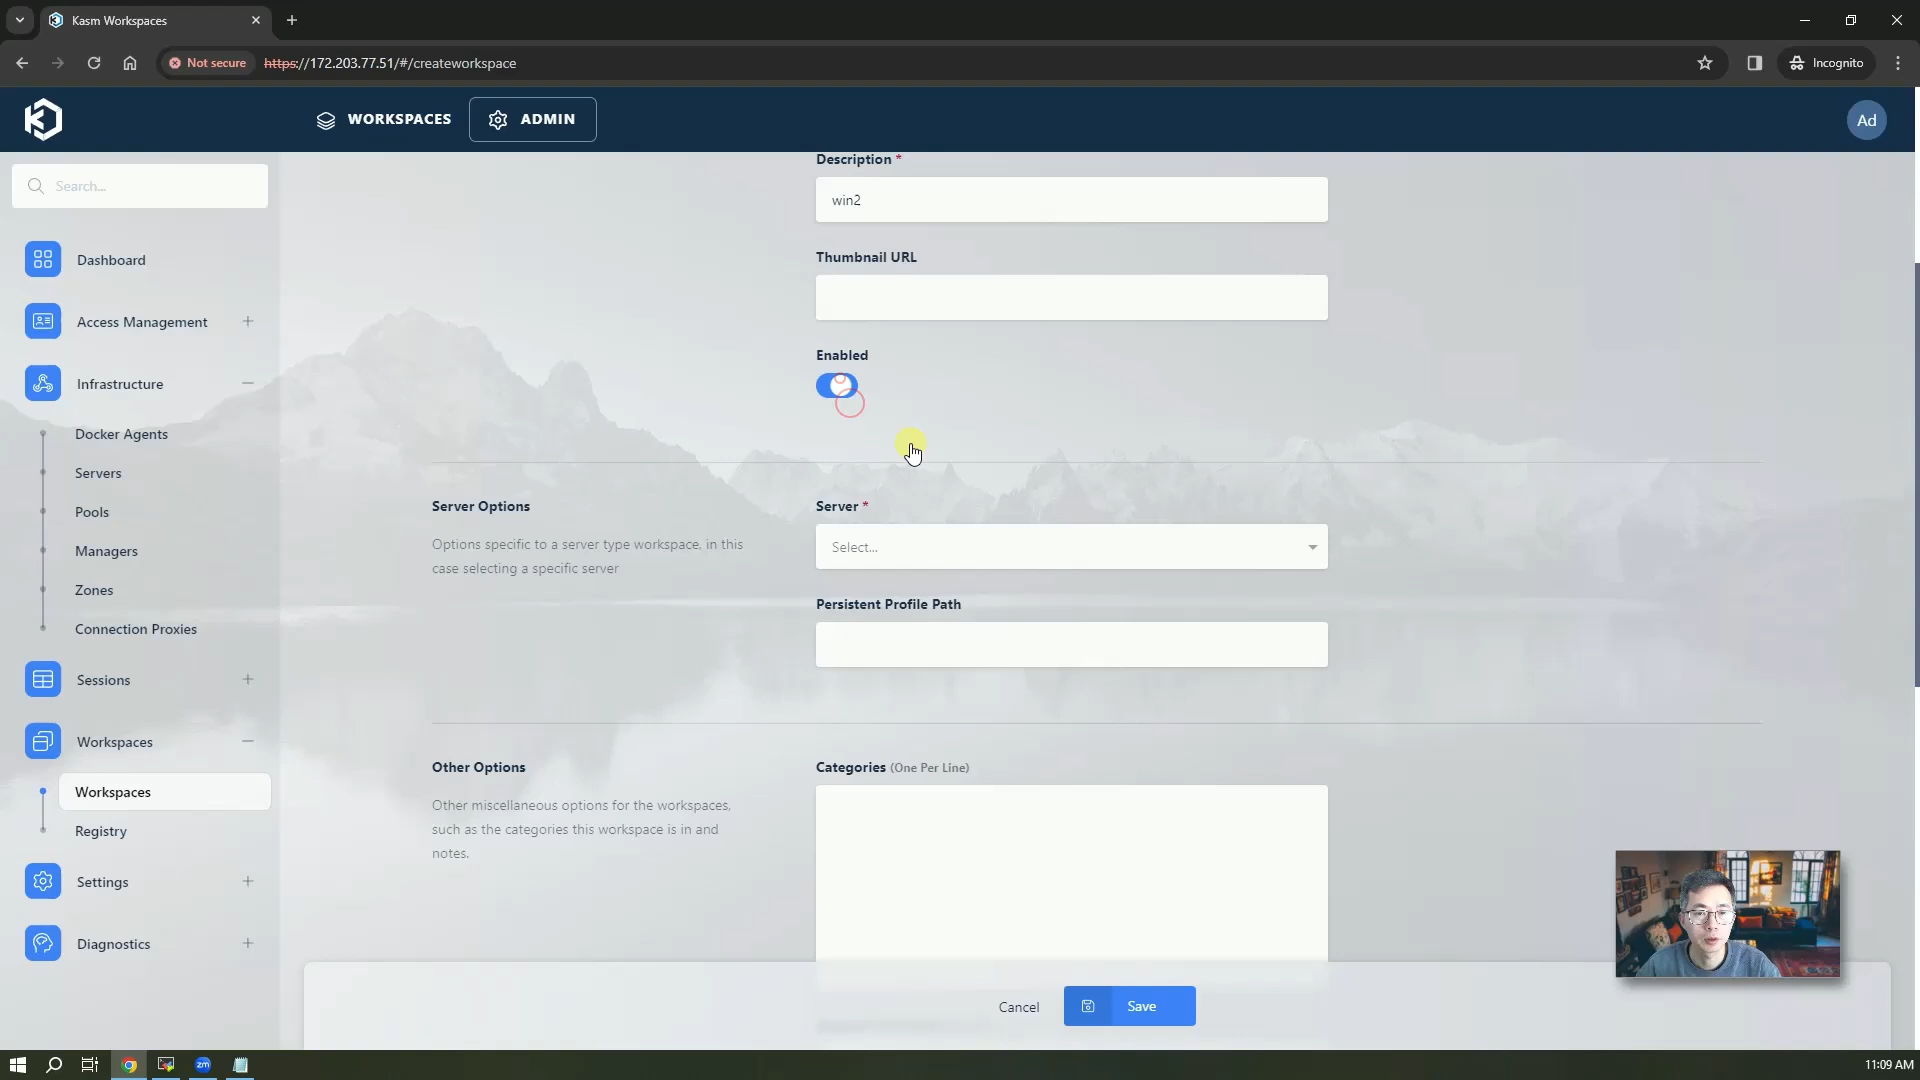 Kasm Workspaces
Not secure
https://172.203.77.51/#/createworkspace
Incognito
WORKSPACES
ADMIN
Ad
Search...
Dashboard
Access Management
Infrastructure
Docker Agents
Servers
Pools
Managers
Zones
Connection Proxies
Sessions
Workspaces
Workspaces
Registry
Settings
Diagnostics
Description *
win2
Thumbnail URL
Enabled
Server Options
Options specific to a server type workspace, in this
case selecting a specific server
Server *
Select...
Persistent Profile Path
Other Options
Other miscellaneous options for the workspaces,
such as the categories this workspace is in and
notes.
Categories (One Per Line)
Cancel
Save
zm
11:09 AM